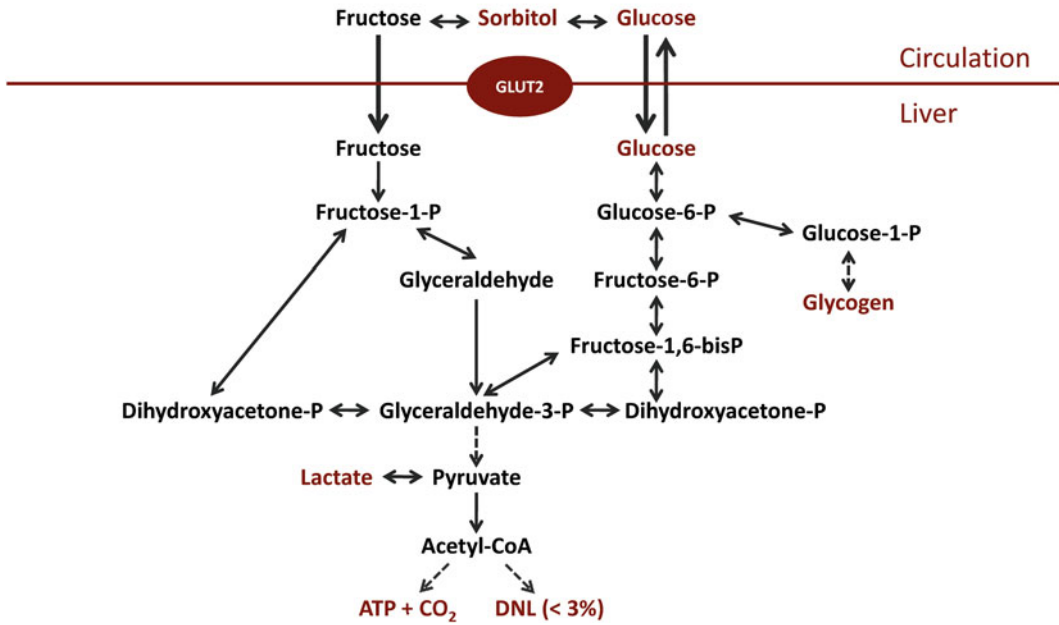 Fructose Sorbitol Glucose
Circulation
GLUT2
Liver
Fructose Glucose
Fructose-1-P Glucose-6-P
Glucose-1-P
Glyceraldehyde Fructose-6-P
Glycogen
Fructose-1,6-bisP
Dihydroxyacetone-P Glyceraldehyde-3-P Dihydroxyacetone-P
Lactate Pyruvate
Acetyl-CoA
ATP + CO₂ DNL (< 3%)